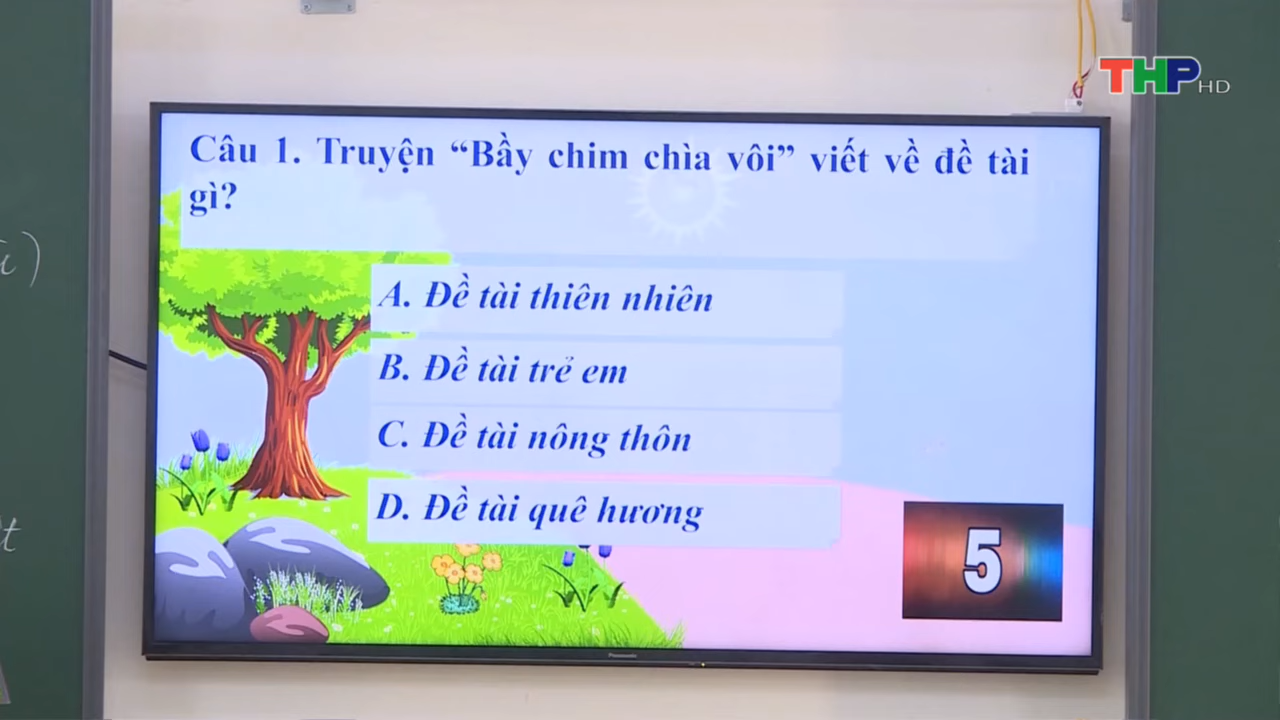 THP HD
Câu 1. Truyện “Bầy chim chìa vôi” viết về đề tài
gì?
A. Đề tài thiên nhiên
B. Đề tài trẻ em
C. Đề tài nông thôn
D. Đề tài quê hương
5
Panasonic